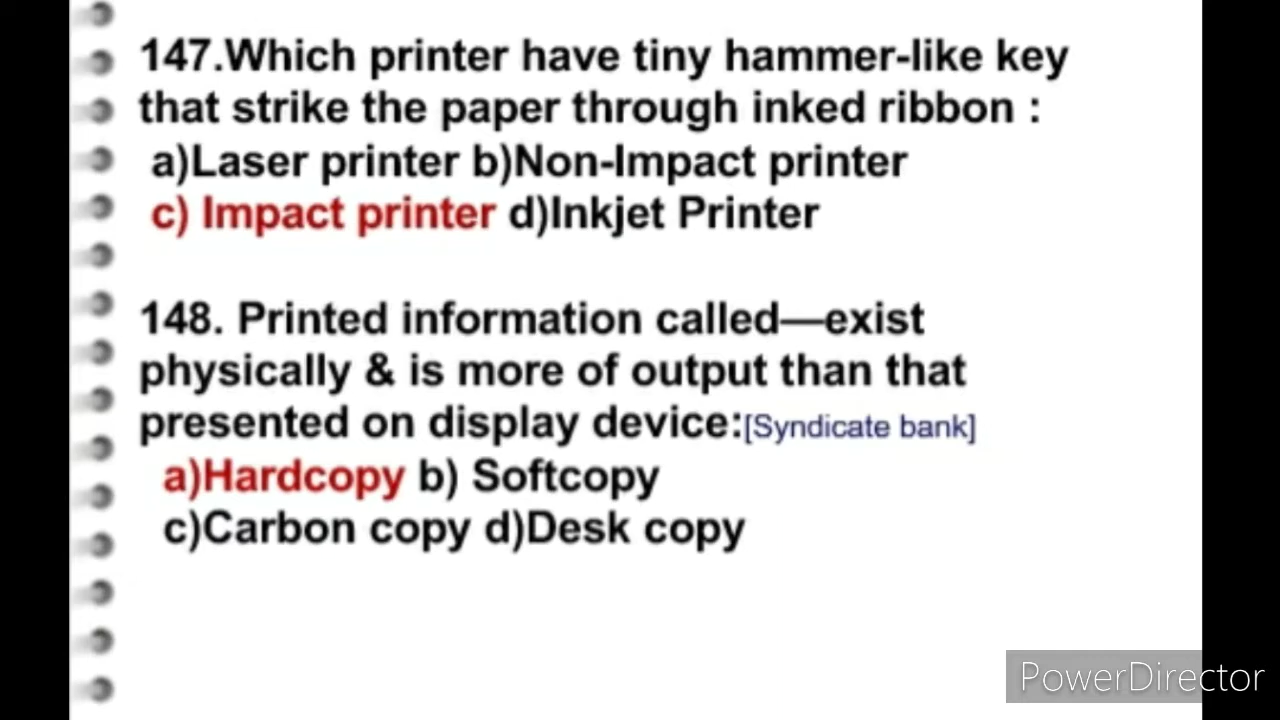 147.Which printer have tiny hammer-like key
that strike the paper through inked ribbon :
a)Laser printer b)Non-Impact printer
c) Impact printer d)Inkjet Printer
148. Printed information called—exist
physically & is more of output than that
presented on display device:[Syndicate bank]
a)Hardcopy b) Softcopy
c)Carbon copy d)Desk copy
PowerDirector